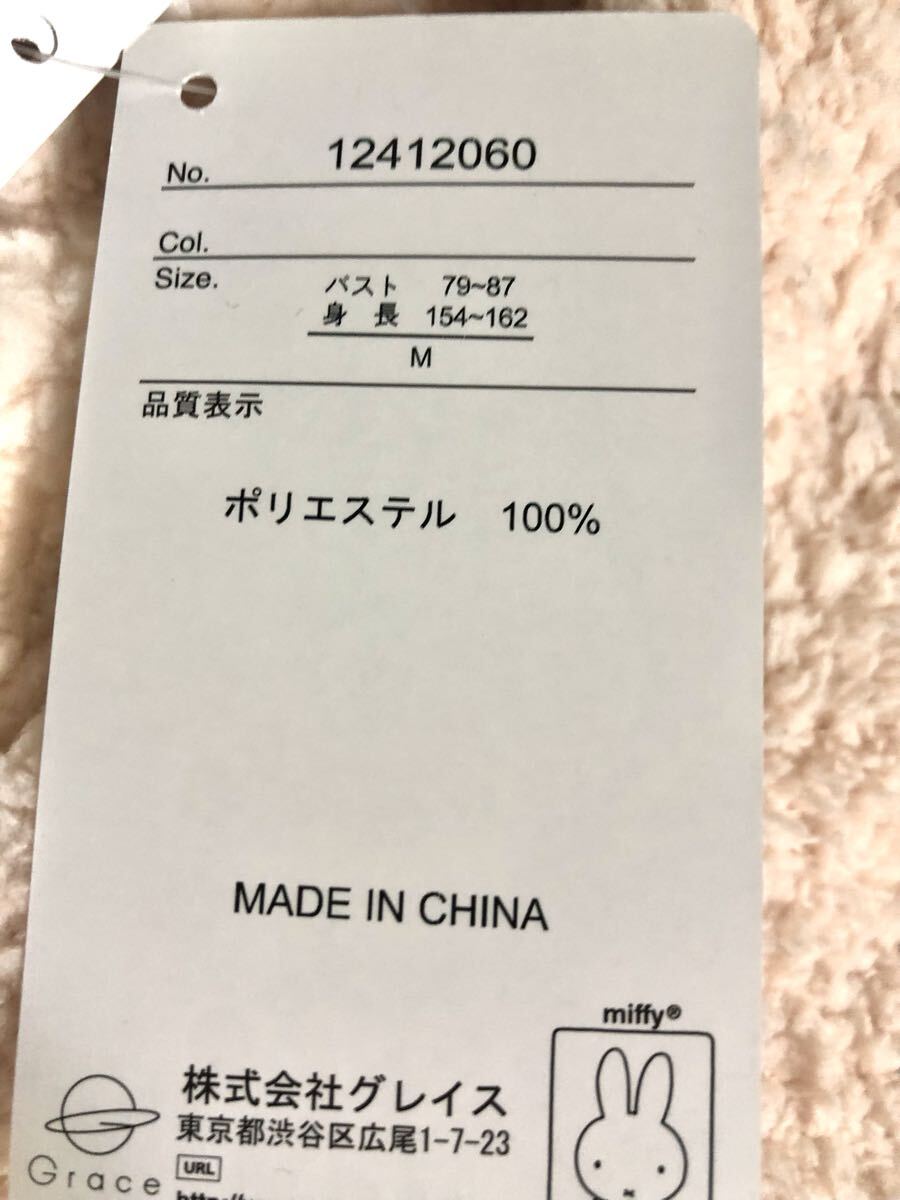 No. 12412060
Col.
Size. バスト 79~87
身長 154~162
M
品質表示
ポリエステル 100%
MADE IN CHINA
miffy®
株式会社グレイス
東京都渋谷区広尾1-7-23
Grace
URL